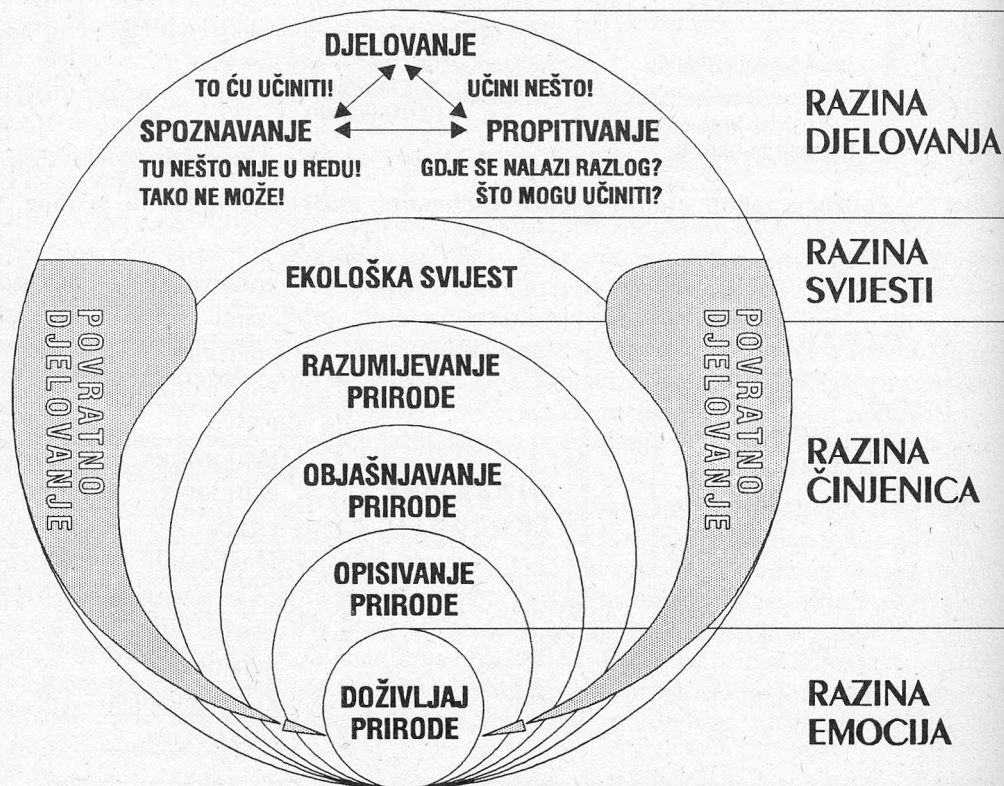 DJELOVANJE
TO ĆU UČINITI!
UČINI NEŠTO!
SPOZNAVANJE
PROPITIVANJE
TU NEŠTO NIJE U REDU!
TAKO NE MOŽE!
GDJE SE NALAZI RAZLOG?
ŠTO MOGU UČINITI?
RAZINA
DJELOVANJA
EKOLOŠKA SVIJEST
RAZINA
SVIJESTI
POVRATNO
DJELOVANJE
POVRATNO
DJELOVANJE
RAZUMIJEVANJE
PRIRODE
OBJAŠNJAVANJE
PRIRODE
OPISIVANJE
PRIRODE
RAZINA
ČINJENICA
DOŽIVLJAJ
PRIRODE
RAZINA
EMOCIJA